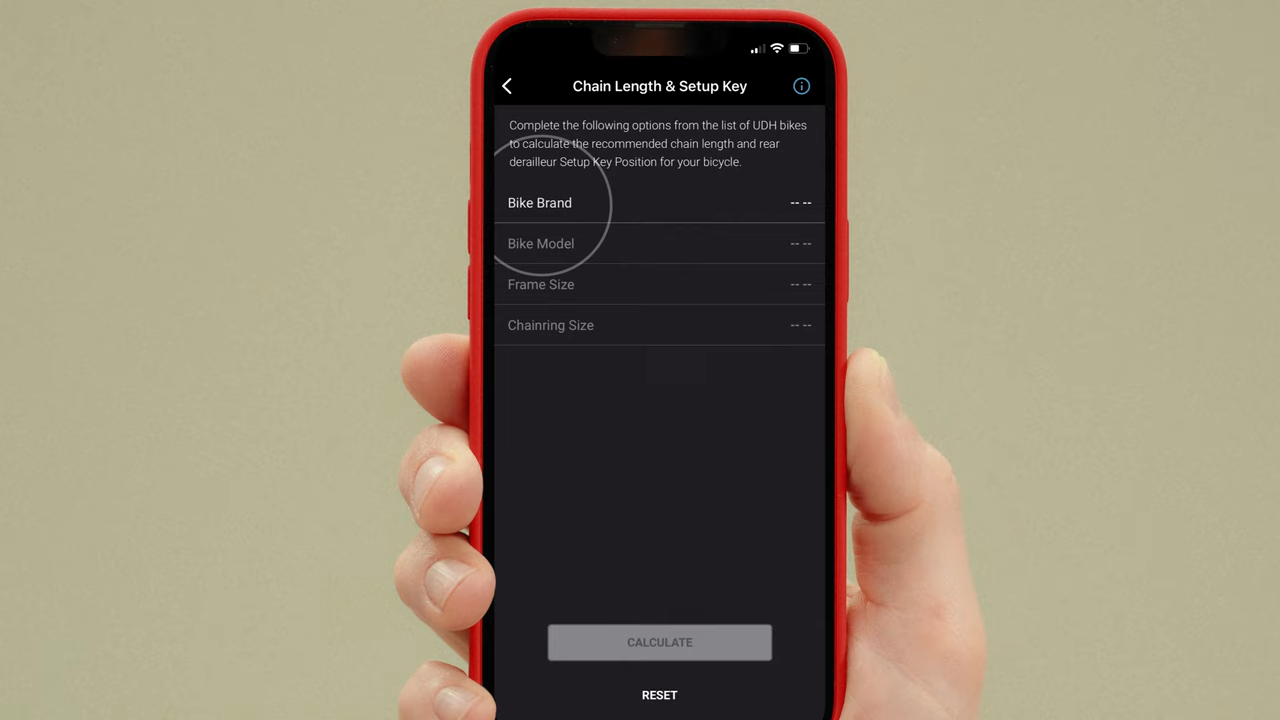 Chain Length & Setup Key
Complete the following options from the list of UDH bikes
to calculate the recommended chain length and rear
derailleur Setup Key Position for your bicycle.
Bike Brand -- --
Bike Model -- --
Frame Size -- --
Chainring Size -- --
CALCULATE
RESET